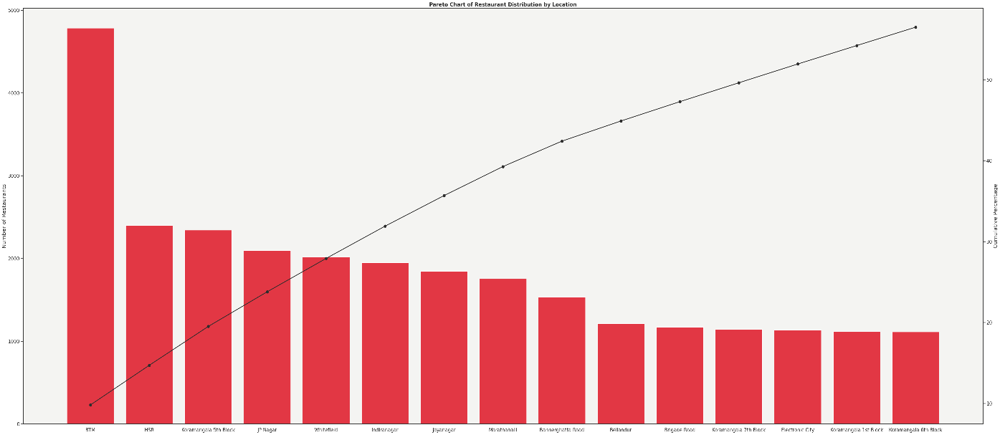 Pareto Chart of Restaurant Distribution by Location
5000
4000
3000
2000
1000
0
Number of Restaurants
50
40
30
20
10
Cumulative Percentage
BTM HSR Koramangala 5th Block JP Nagar Whitefield Indiranagar Jayanagar Marathahalli Bannerghatta Road Bellandur Brigade Road Koramangala 7th Block Electronic City Koramangala 1st Block Koramangala 6th Block